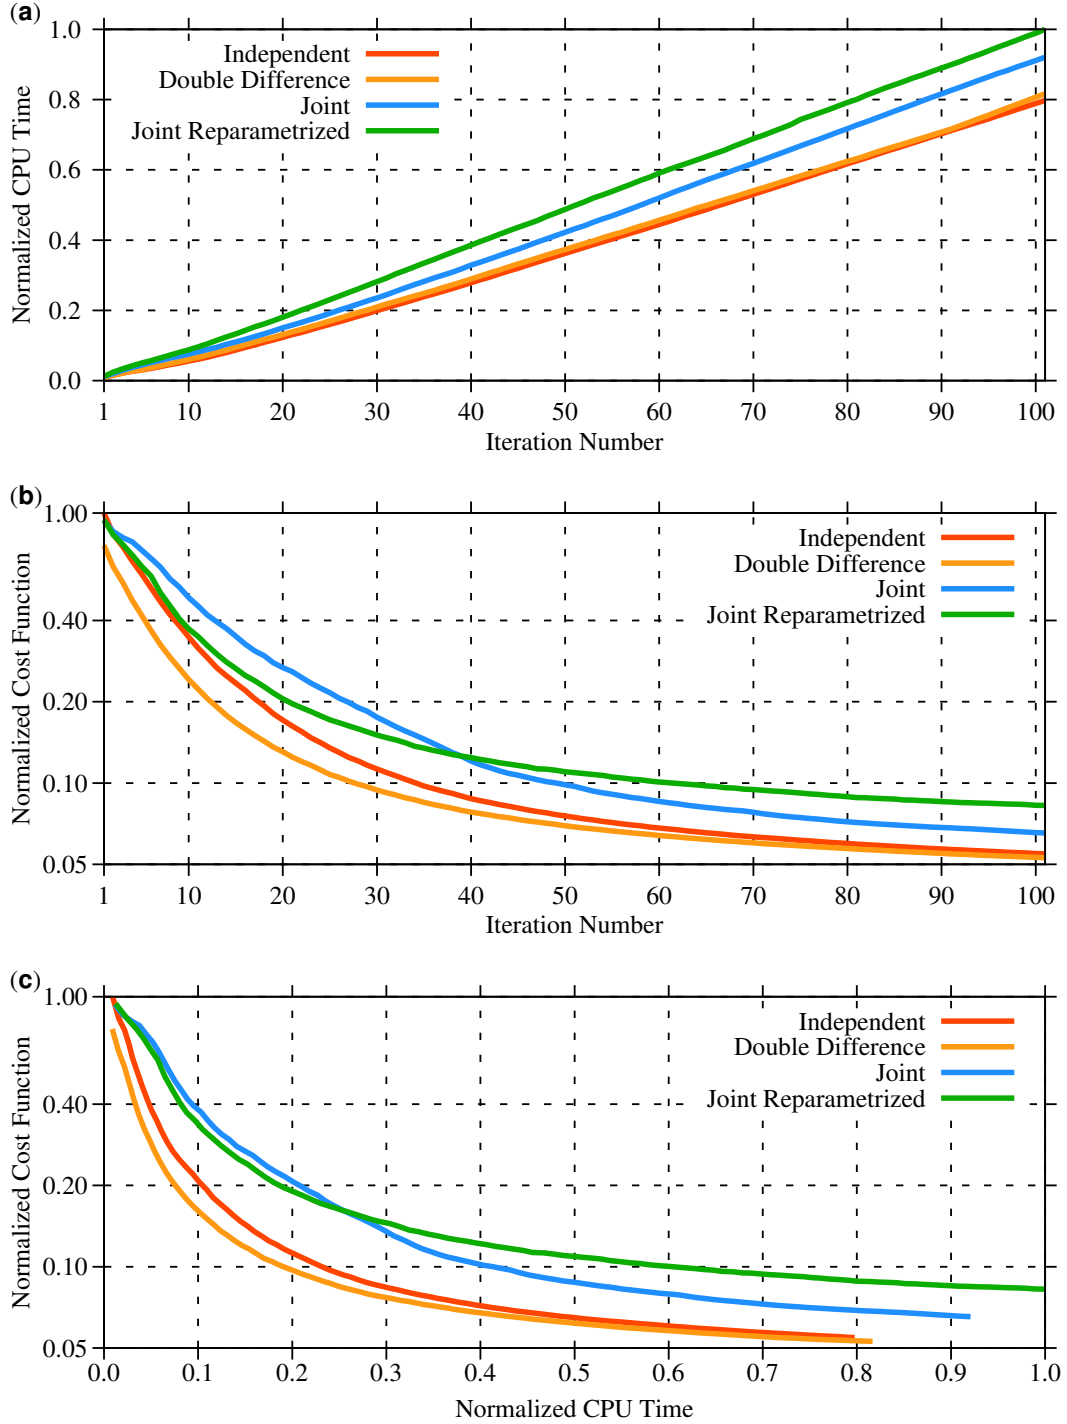 (a)
Normalized CPU Time
1.0
0.8
0.6
0.4
0.2
0.0
Independent
Double Difference
Joint
Joint Reparametrized
1 10 20 30 40 50 60 70 80 90 100
Iteration Number
(b)
Normalized Cost Function
1.00
0.40
0.20
0.10
0.05
Independent
Double Difference
Joint
Joint Reparametrized
1 10 20 30 40 50 60 70 80 90 100
Iteration Number
(c)
Normalized Cost Function
1.00
0.40
0.20
0.10
0.05
Independent
Double Difference
Joint
Joint Reparametrized
0.0 0.1 0.2 0.3 0.4 0.5 0.6 0.7 0.8 0.9 1.0
Normalized CPU Time